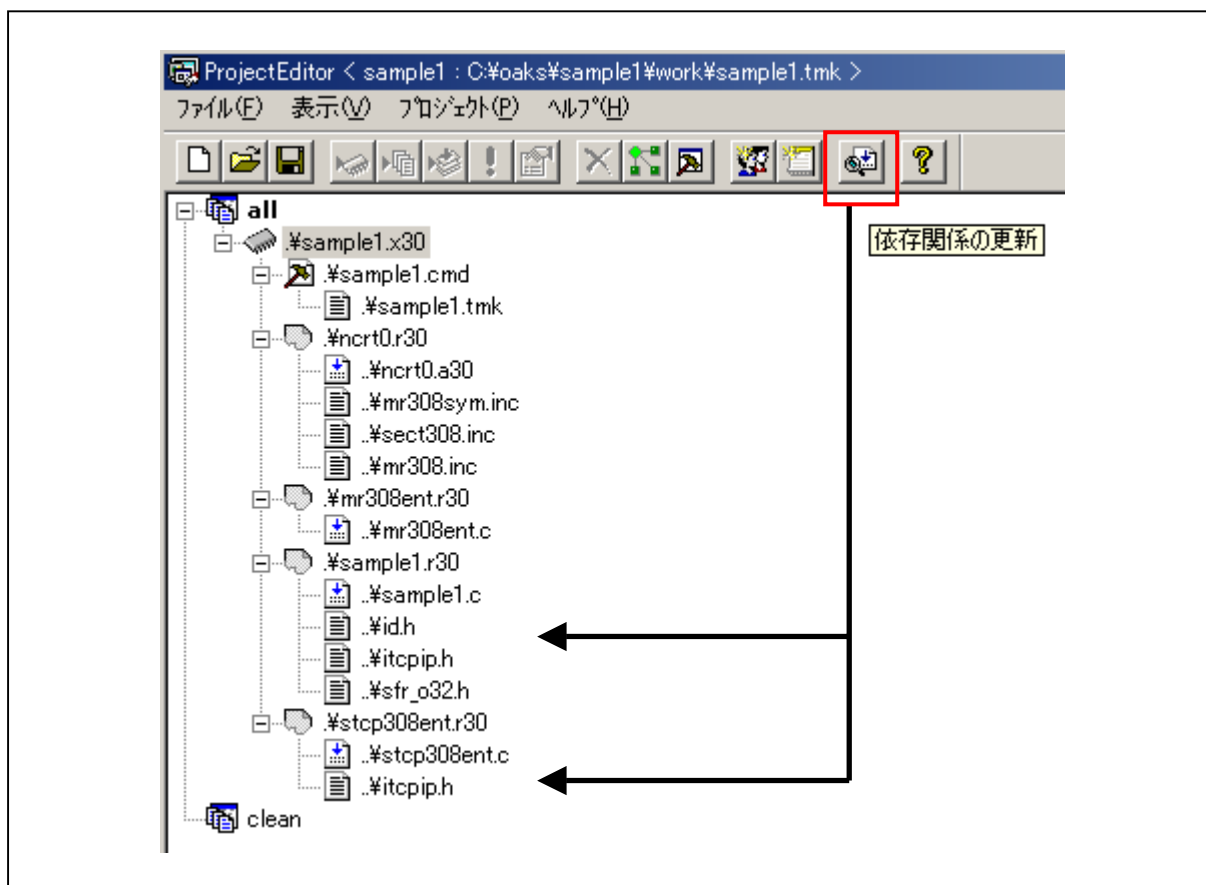 ProjectEditor < sample1 : C:¥oaks¥sample1¥work¥sample1.tmk >
ファイル(F) 表示(V) プロジェクト(P) ヘルプ(H)
all
.¥sample1.x30
依存関係の更新
.¥sample1.cmd
.¥sample1.tmk
.¥ncrt0.r30
..¥ncrt0.a30
..¥mr308sym.inc
..¥sect308.inc
..¥mr308.inc
.¥mr308ent.r30
..¥mr308ent.c
.¥sample1.r30
..¥sample1.c
..¥id.h
..¥itcpip.h
..¥sfr_o32.h
.¥stcp308ent.r30
..¥stcp308ent.c
..¥itcpip.h
clean